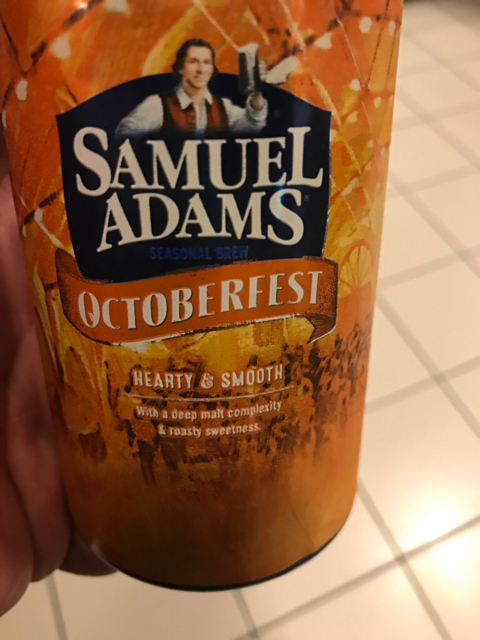 SAMUEL
ADAMS
SEASONAL BREW
OCTOBERFEST
HEARTY & SMOOTH
With a deep malt complexity
& roasty sweetness.